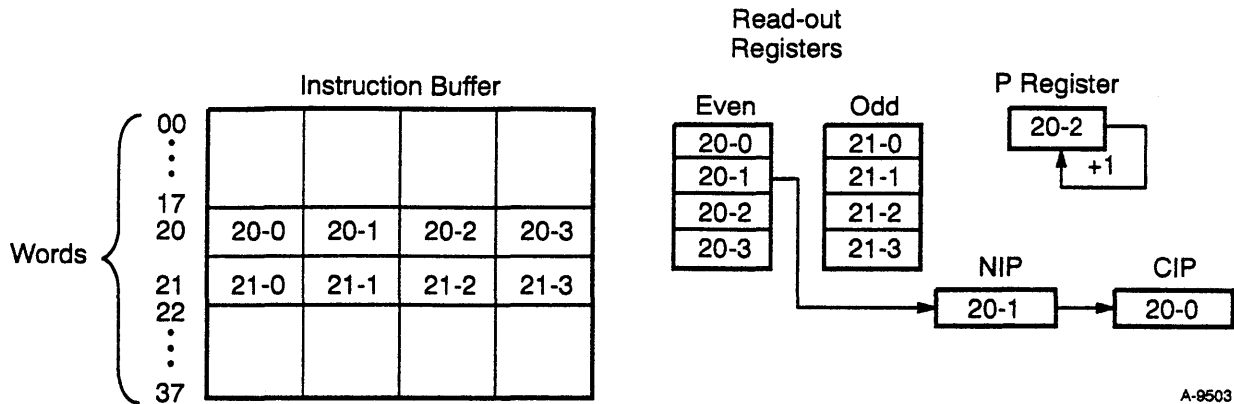 Read-out
Registers
Instruction Buffer
P Register
Even
Odd
Words
00
17
20
21
22
37
20-0 20-1 20-2 20-3
21-0 21-1 21-2 21-3
20-0
20-1
20-2
20-3
21-0
21-1
21-2
21-3
20-2
+1
NIP
CIP
20-1
20-0
A-9503